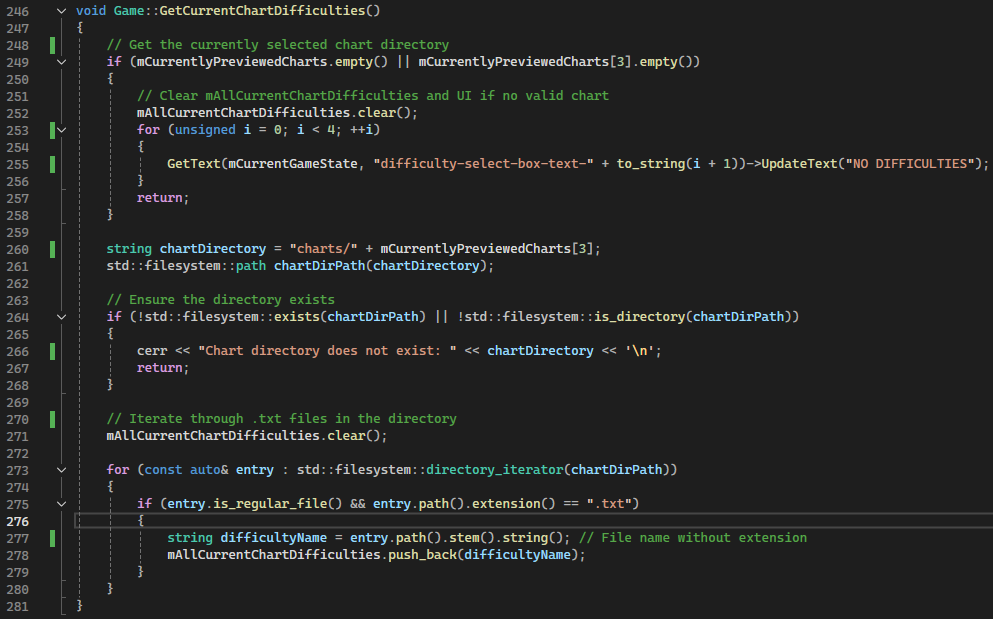 246 void Game::GetCurrentChartDifficulties()
247 {
248 // Get the currently selected chart directory
249 if (mCurrentlyPreviewedCharts.empty() || mCurrentlyPreviewedCharts[3].empty())
250 {
251 // Clear mAllCurrentChartDifficulties and UI if no valid chart
252 mAllCurrentChartDifficulties.clear();
253 for (unsigned i = 0; i < 4; ++i)
254 {
255 GetText(mCurrentGameState, "difficulty-select-box-text-" + to_string(i + 1))->UpdateText("NO DIFFICULTIES");
256 }
257 return;
258 }
259
260 string chartDirectory = "charts/" + mCurrentlyPreviewedCharts[3];
261 std::filesystem::path chartDirPath(chartDirectory);
262
263 // Ensure the directory exists
264 if (!std::filesystem::exists(chartDirPath) || !std::filesystem::is_directory(chartDirPath))
265 {
266 cerr << "Chart directory does not exist: " << chartDirectory << '\n';
267 return;
268 }
269
270 // Iterate through .txt files in the directory
271 mAllCurrentChartDifficulties.clear();
272
273 for (const auto& entry : std::filesystem::directory_iterator(chartDirPath))
274 {
275 if (entry.is_regular_file() && entry.path().extension() == ".txt")
276 {
277 string difficultyName = entry.path().stem().string(); // File name without extension
278 mAllCurrentChartDifficulties.push_back(difficultyName);
279 }
280 }
281 }